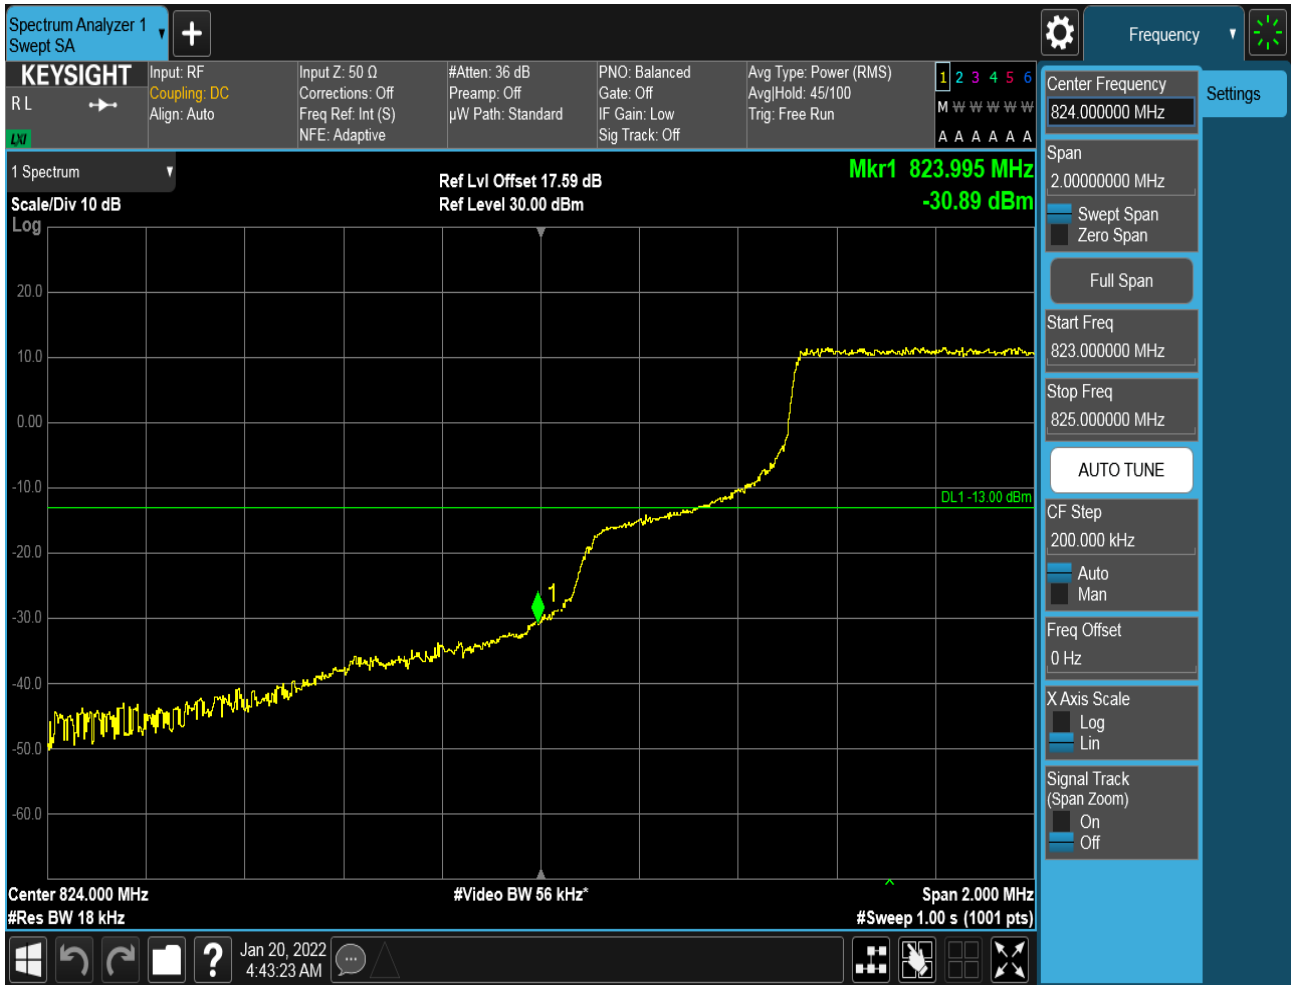 Spectrum Analyzer 1
Swept SA
Frequency
KEYSIGHT
R L
LXI
Input: RF
Coupling: DC
Align: Auto
Input Z: 50 Ω
Corrections: Off
Freq Ref: Int (S)
NFE: Adaptive
#Atten: 36 dB
Preamp: Off
µW Path: Standard
PNO: Balanced
Gate: Off
IF Gain: Low
Sig Track: Off
Avg Type: Power (RMS)
Avg|Hold: 45/100
Trig: Free Run
1 2 3 4 5 6
M W W W W W
A A A A A A
1 Spectrum
Scale/Div 10 dB
Log
Ref Lvl Offset 17.59 dB
Ref Level 30.00 dBm
Mkr1 823.995 MHz
-30.89 dBm
20.0
10.0
0.00
-10.0
-20.0
-30.0
-40.0
-50.0
-60.0
DL1 -13.00 dBm
1
Center 824.000 MHz
#Res BW 18 kHz
#Video BW 56 kHz*
Span 2.000 MHz
#Sweep 1.00 s (1001 pts)
Jan 20, 2022
4:43:23 AM
Center Frequency
824.000000 MHz
Span
2.00000000 MHz
Swept Span
Zero Span
Full Span
Start Freq
823.000000 MHz
Stop Freq
825.000000 MHz
AUTO TUNE
CF Step
200.000 kHz
Auto
Man
Freq Offset
0 Hz
X Axis Scale
Log
Lin
Signal Track
(Span Zoom)
On
Off
Settings